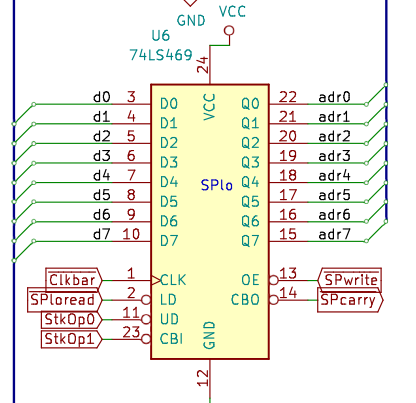 GND
VCC
U6
74LS469
24
d0 3 D0 VCC Q0 22 adr0
d1 4 D1 Q1 21 adr1
d2 5 D2 Q2 20 adr2
d3 6 D3 Q3 19 adr3
d4 7 D4 SPlo Q4 18 adr4
d5 8 D5 Q5 17 adr5
d6 9 D6 Q6 16 adr6
d7 10 D7 Q7 15 adr7
Clkbar 1 CLK OE 13 SPwrite
SPloread 2 LD CBO 14 SPcarry
StkOp0 11 UD GND
StkOp1 23 CBI
12